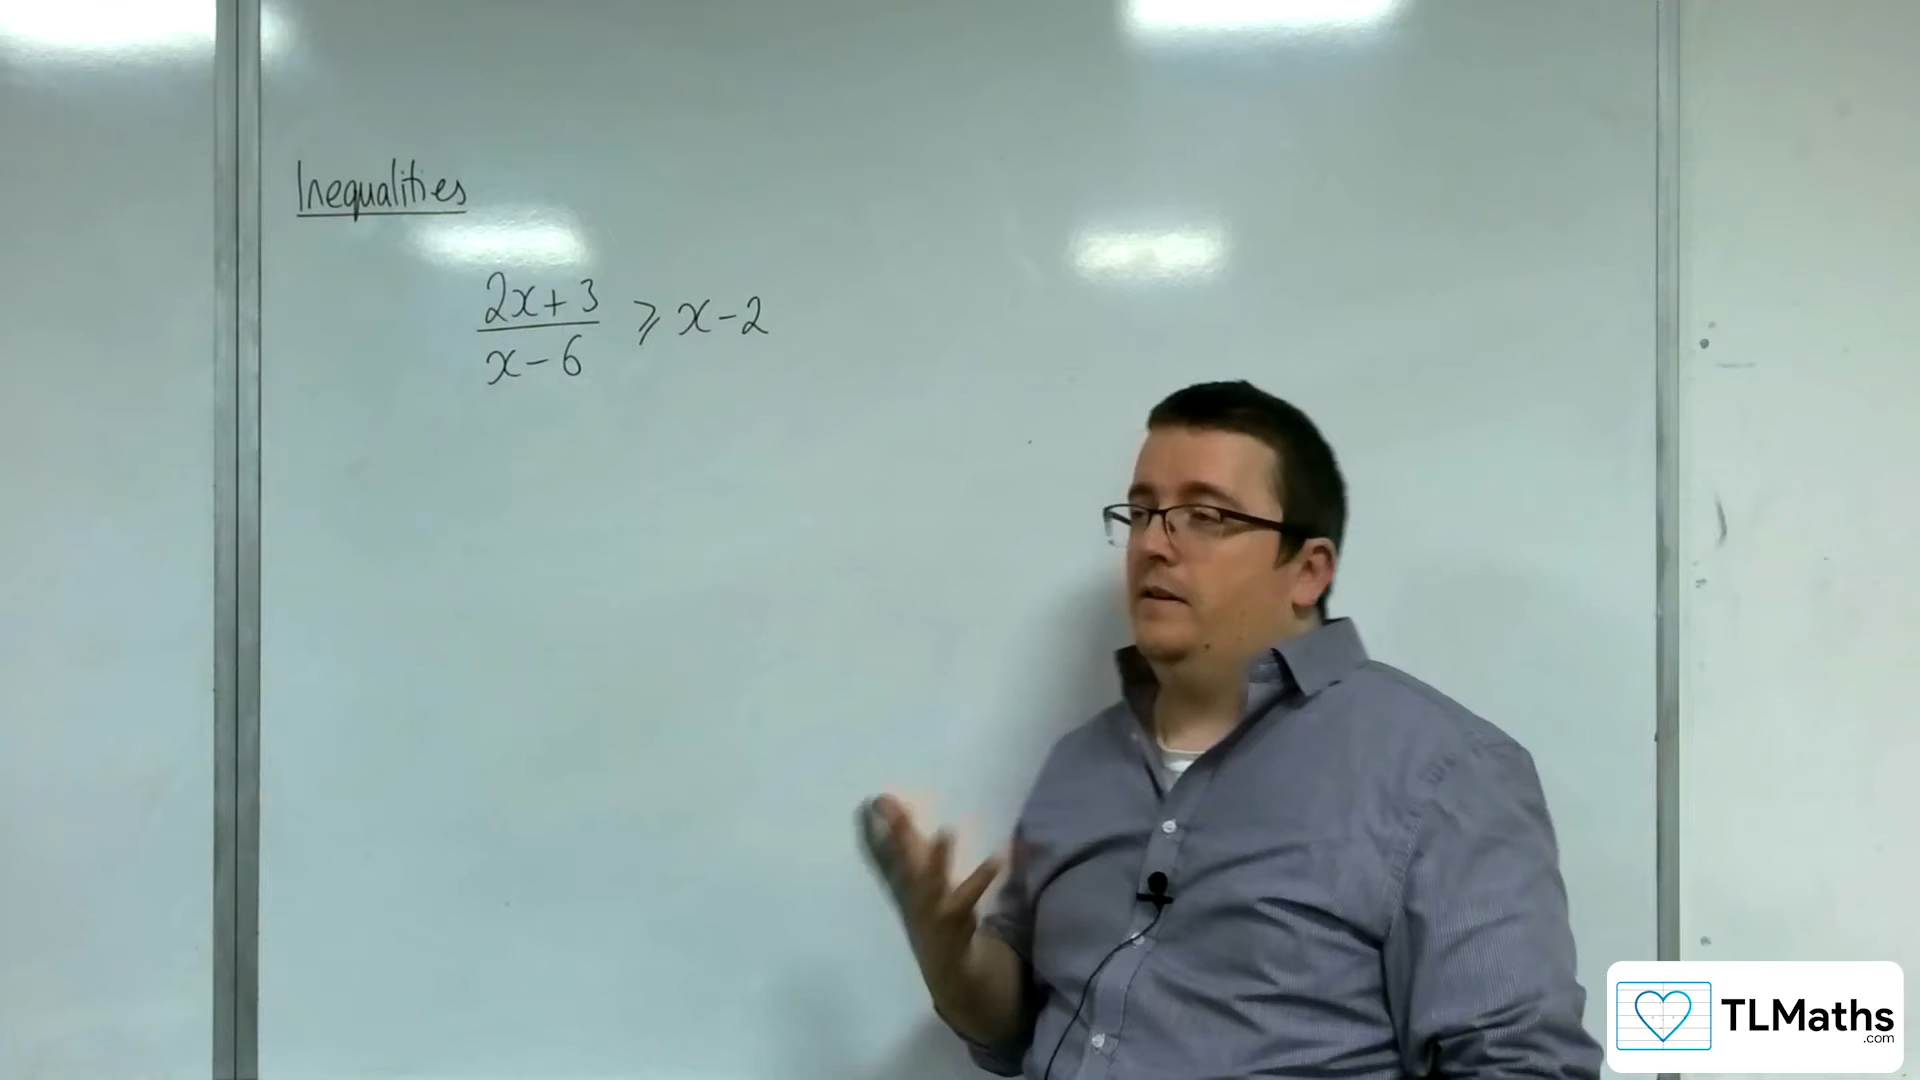 Inequalities
2x+3
x-6
⩾ x-2
TLMaths
.com